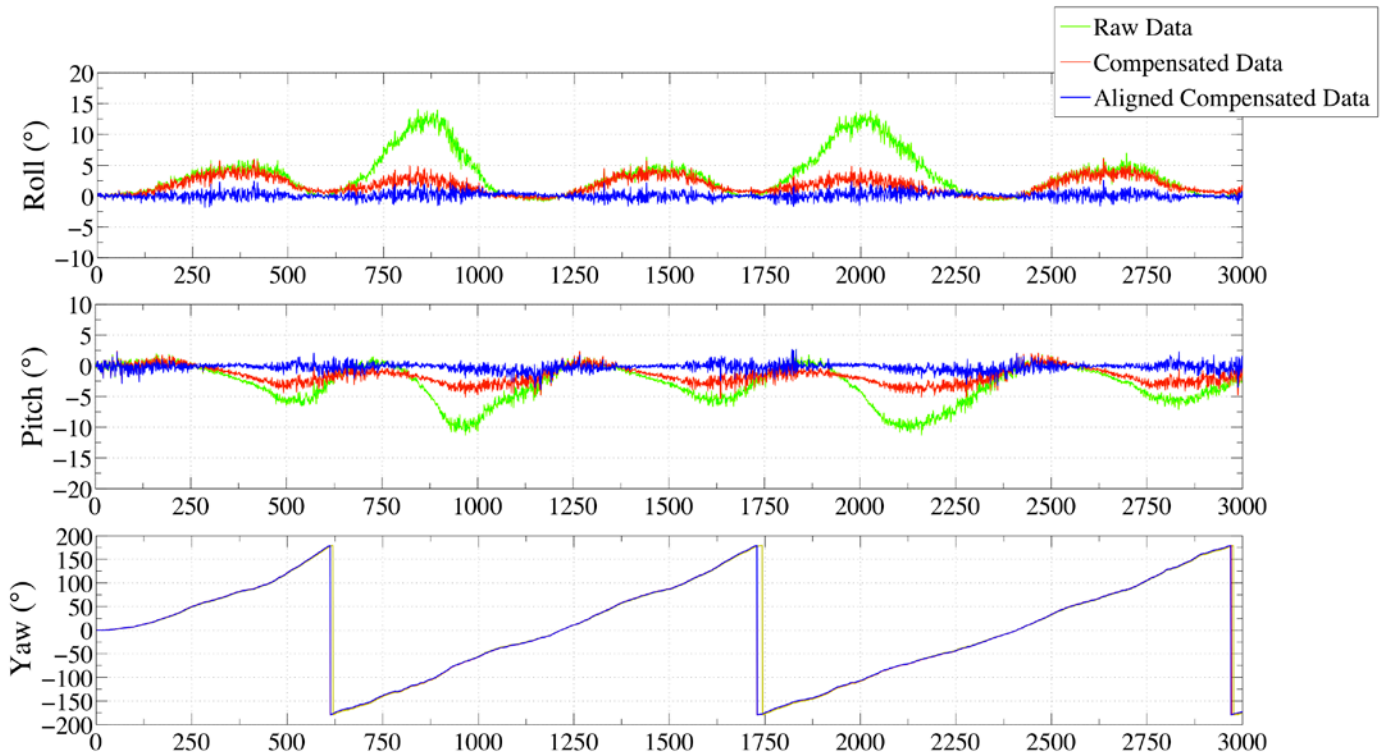 Raw Data
Compensated Data
Aligned Compensated Data
Roll (°)
20
15
10
5
0
−5
−10
0 250 500 750 1000 1250 1500 1750 2000 2250 2500 2750 3000
Pitch (°)
10
5
0
−5
−10
−15
−20
0 250 500 750 1000 1250 1500 1750 2000 2250 2500 2750 3000
Yaw (°)
200
150
100
50
0
−50
−100
−150
−200
0 250 500 750 1000 1250 1500 1750 2000 2250 2500 2750 3000